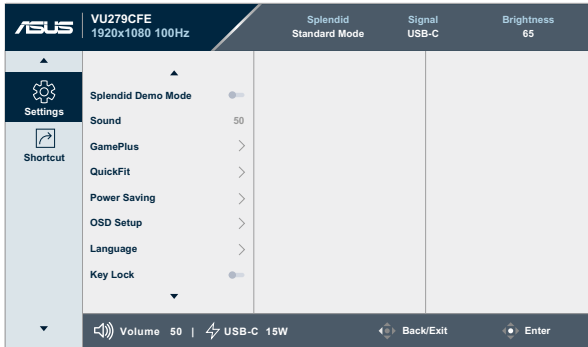 ASUS
VU279CFE
1920x1080 100Hz
Splendid
Standard Mode
Signal
USB-C
Brightness
65
Settings
Shortcut
Splendid Demo Mode
Sound 50
GamePlus
QuickFit
Power Saving
OSD Setup
Language
Key Lock
Volume 50 | USB-C 15W Back/Exit Enter